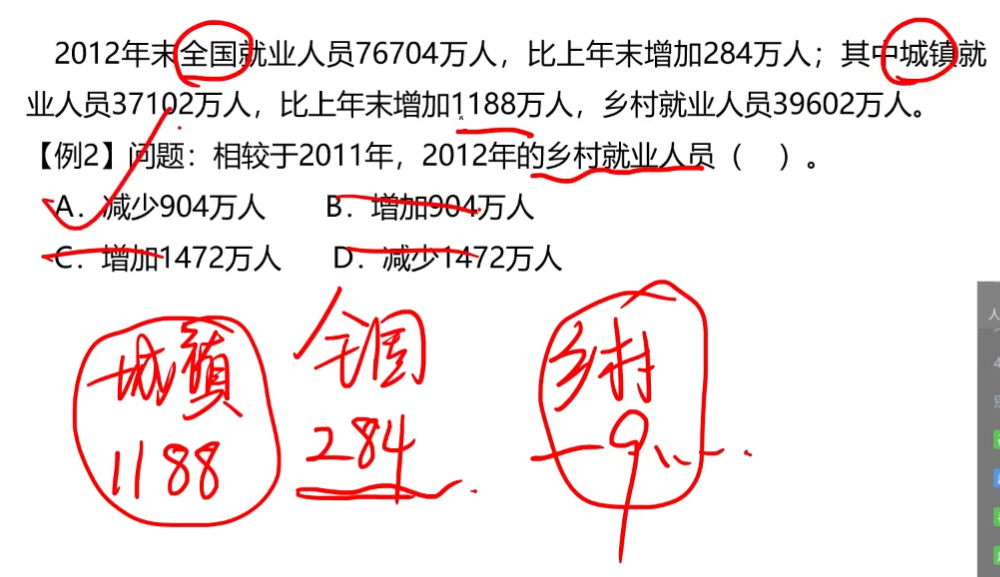 2012年末全国就业人员76704万人，比上年末增加284万人；其中城镇就
业人员37102万人，比上年末增加1188万人，乡村就业人员39602万人。
【例2】问题：相较于2011年，2012年的乡村就业人员（ ）。
A．减少904万人 B．增加904万人
C．增加1472万人 D．减少1472万人
城镇 全国 乡村
1188 284 -9...
人